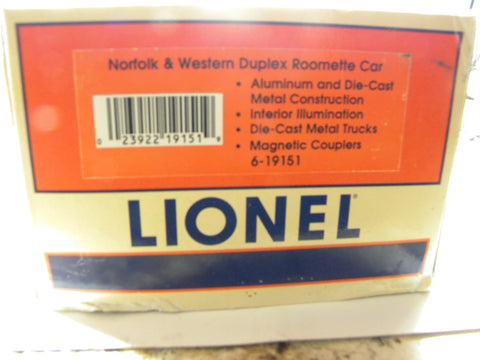 Norfolk & Western Duplex Roomette Car
• Aluminum and Die-Cast
Metal Construction
• Interior Illumination
• Die-Cast Metal Trucks
• Magnetic Couplers
6-19151
0 23922 19151 9
LIONEL